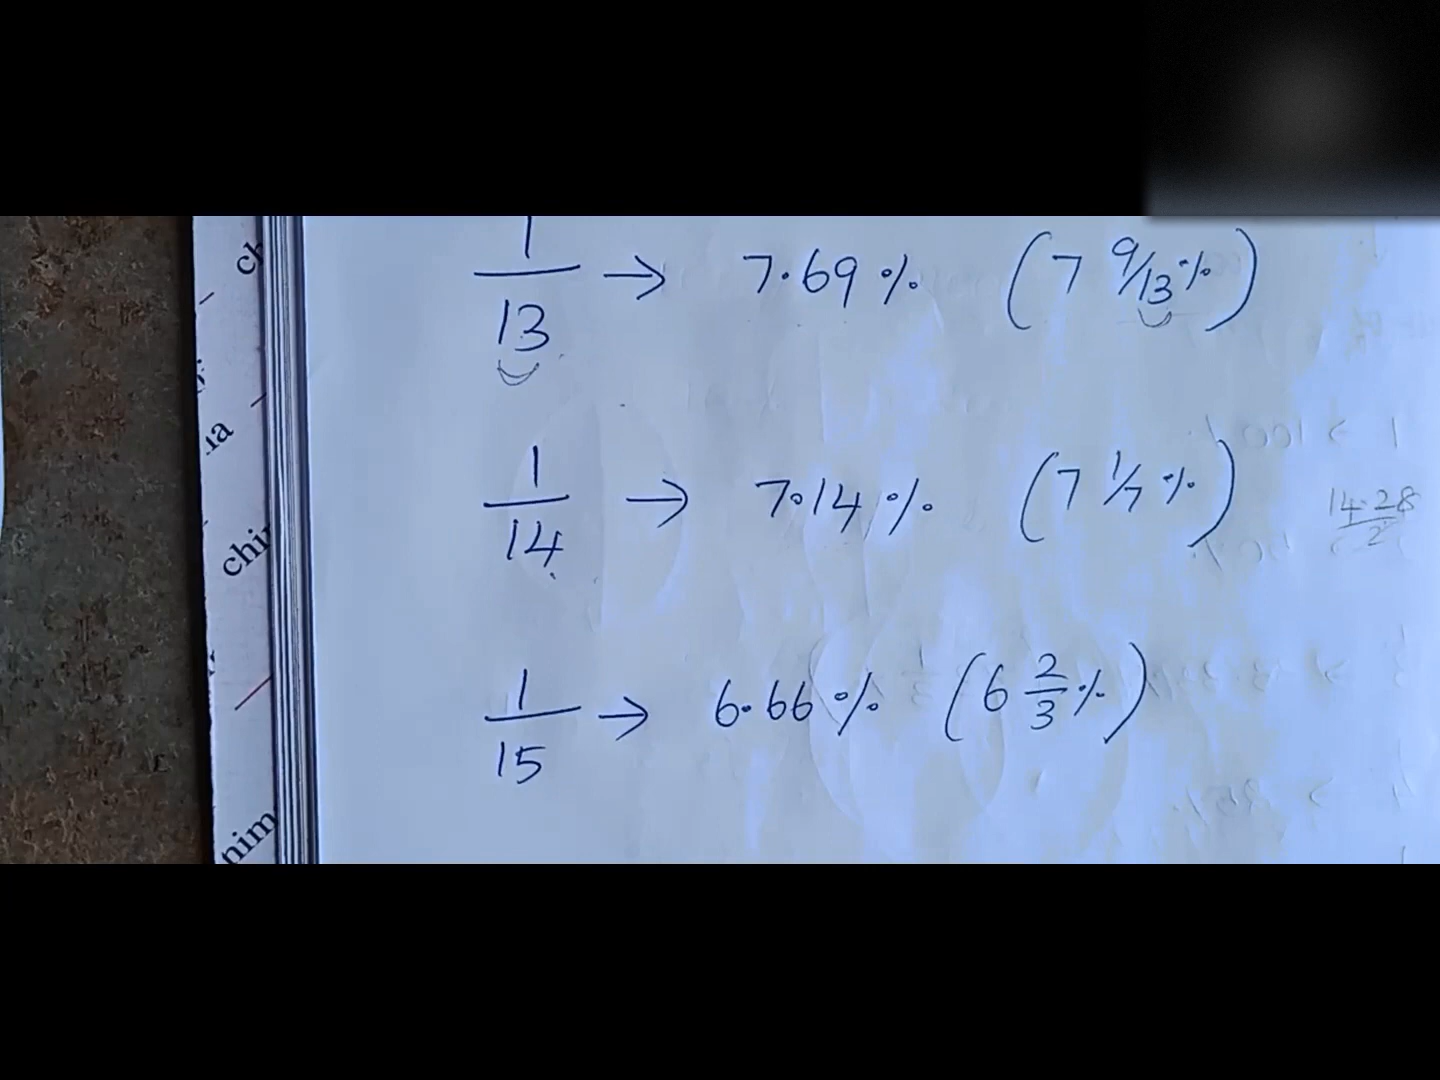 1/13 → 7.69 % (7 9/13 %)
1/14 → 7.14 % (7 1/7 %)
14.28/2
1/15 → 6.66 % (6 2/3 %)